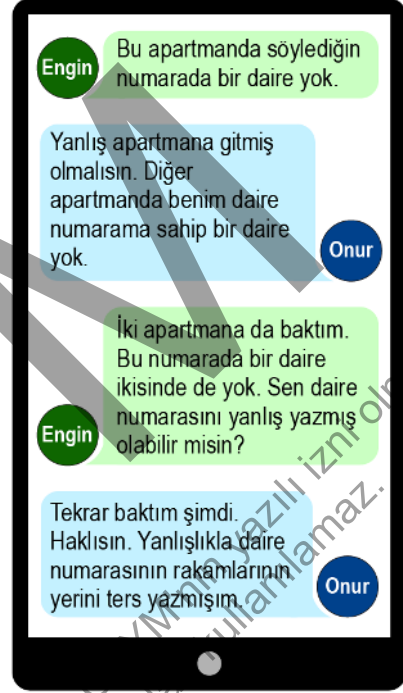 Engin
Bu apartmanda söylediğin
numarada bir daire yok.
Yanlış apartmana gitmiş
olmalısın. Diğer
apartmanda benim daire
numarama sahip bir daire
yok.
Onur
İki apartmana da baktım.
Bu numarada bir daire
ikisinde de yok. Sen daire
numarasını yanlış yazmış
olabilir misin?
Engin
Tekrar baktım şimdi.
Haklısın. Yanlışlıkla daire
numarasının rakamlarının
yerini ters yazmışım.
Onur